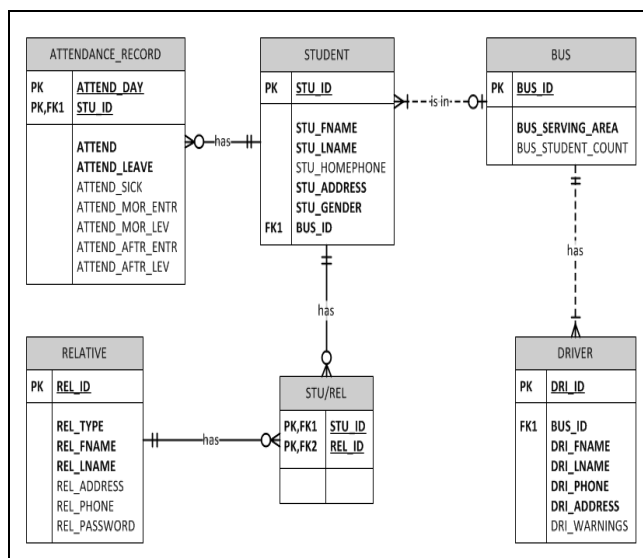 ATTENDANCE_RECORD
PK ATTEND_DAY
PK,FK1 STU_ID
ATTEND
ATTEND_LEAVE
ATTEND_SICK
ATTEND_MOR_ENTR
ATTEND_MOR_LEV
ATTEND_AFTR_ENTR
ATTEND_AFTR_LEV
has
STUDENT
PK STU_ID
STU_FNAME
STU_LNAME
STU_HOMEPHONE
STU_ADDRESS
STU_GENDER
FK1 BUS_ID
is in
BUS
PK BUS_ID
BUS_SERVING_AREA
BUS_STUDENT_COUNT
has
has
RELATIVE
PK REL_ID
REL_TYPE
REL_FNAME
REL_LNAME
REL_ADDRESS
REL_PHONE
REL_PASSWORD
has
STU/REL
PK,FK1 STU_ID
PK,FK2 REL_ID
DRIVER
PK DRI_ID
FK1 BUS_ID
DRI_FNAME
DRI_LNAME
DRI_PHONE
DRI_ADDRESS
DRI_WARNINGS